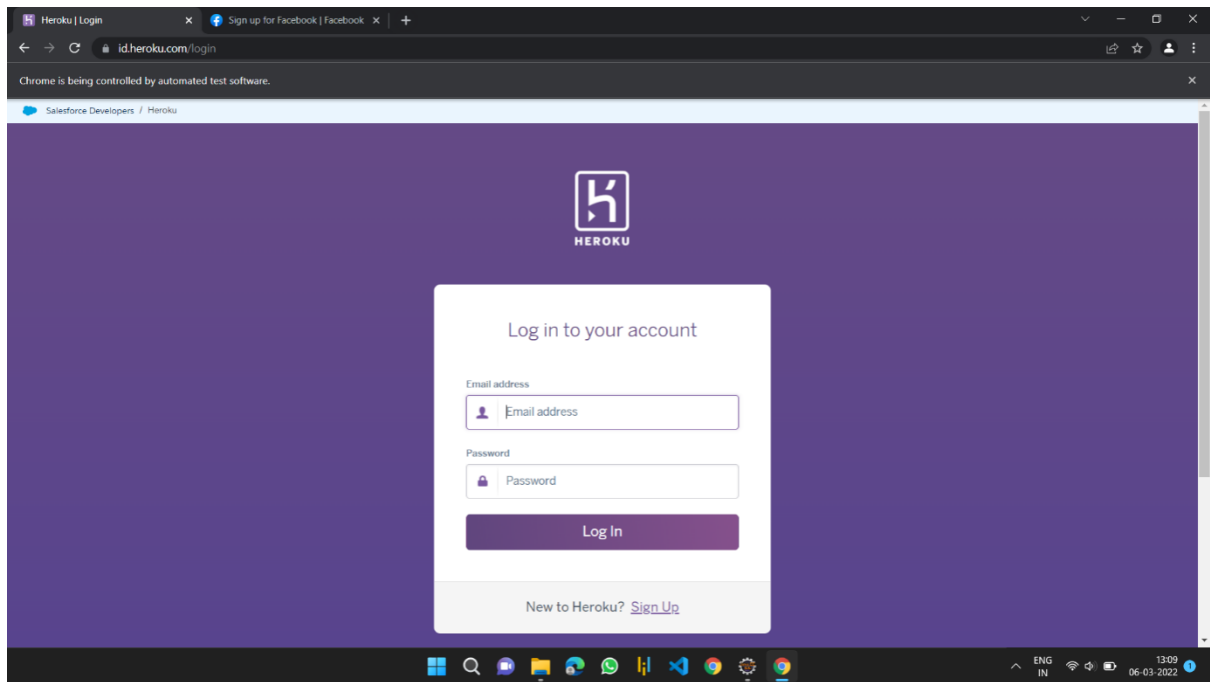 Heroku | Login
Sign up for Facebook | Facebook
id.heroku.com/login
Chrome is being controlled by automated test software.
Salesforce Developers / Heroku
HEROKU
Log in to your account
Email address
Email address
Password
Password
Log In
New to Heroku? Sign Up
ENG
IN
13:09
06-03-2022
1